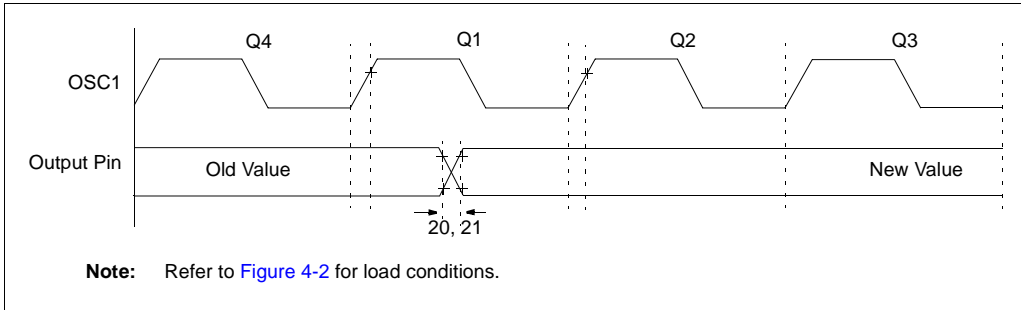 Q4 Q1 Q2 Q3
OSC1
Output Pin Old Value New Value
20, 21
Note: Refer to Figure 4-2 for load conditions.